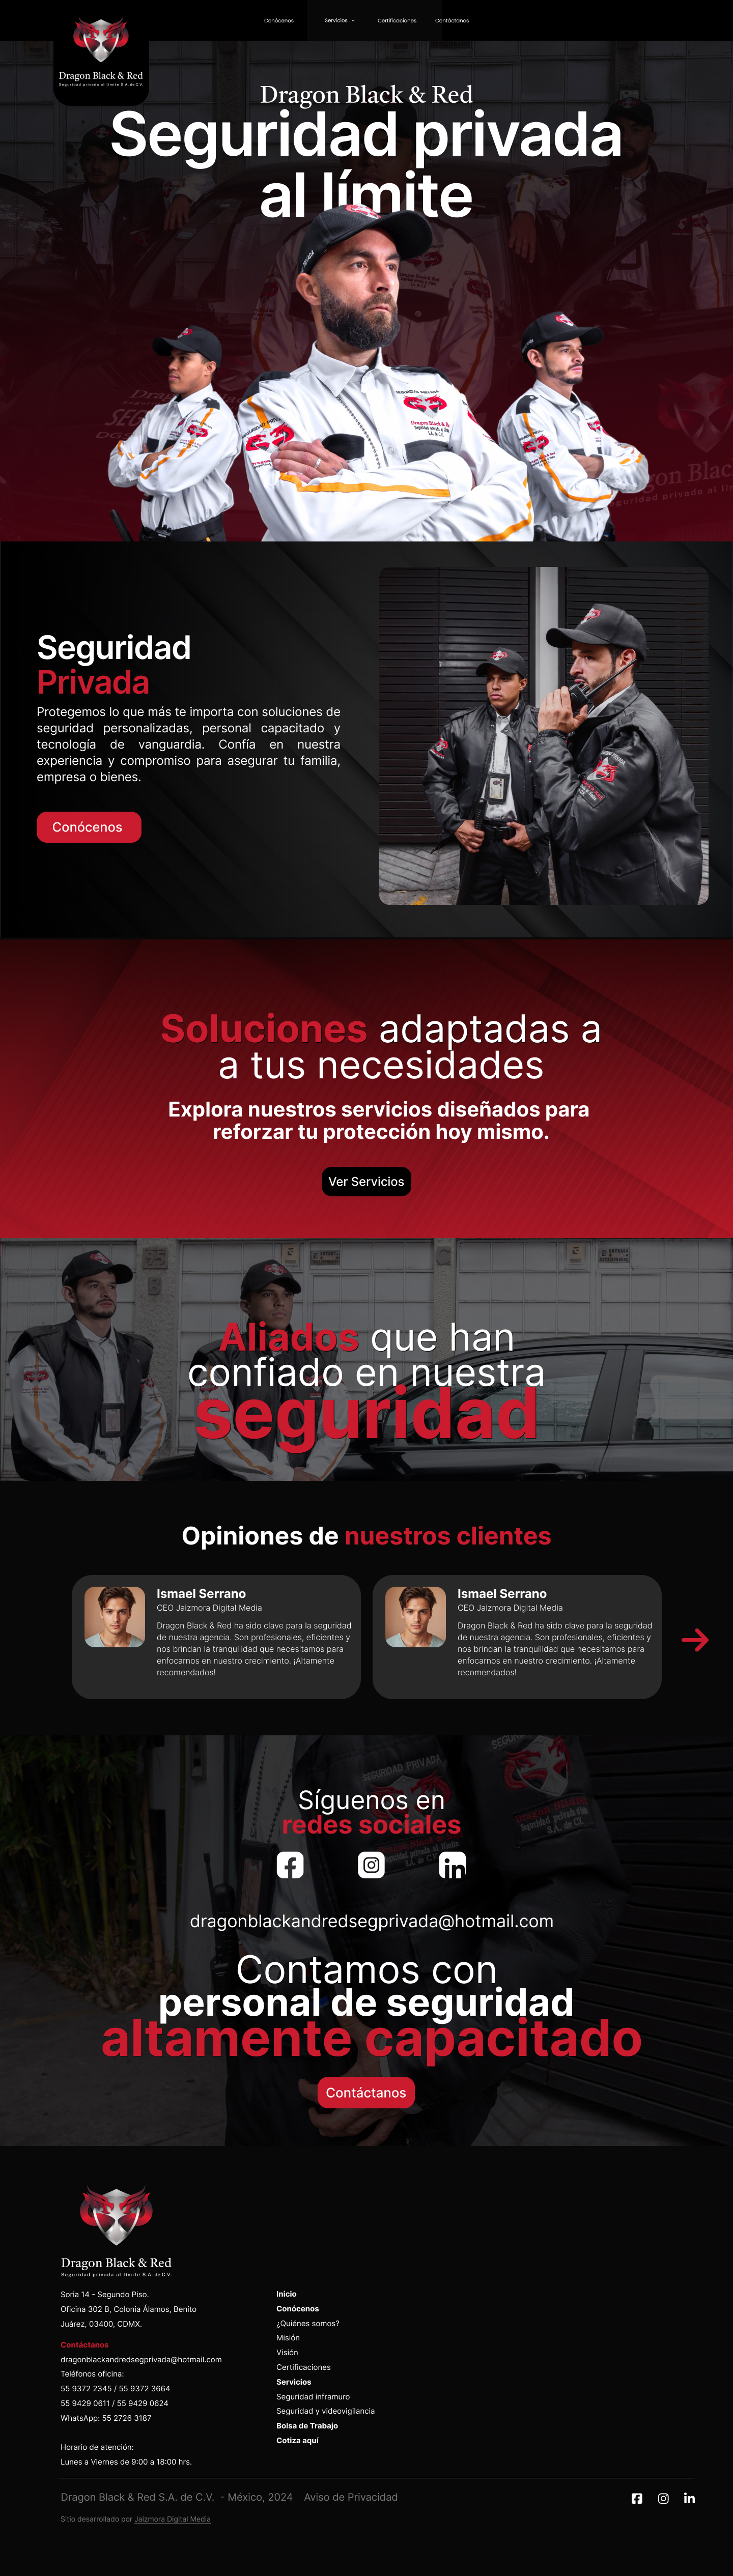 Conócenos
Servicios
Certificaciones
Contáctanos
Dragon Black & Red
Seguridad privada al límite S.A. de C.V.
Dragon Black & Red
Seguridad privada
al límite
Seguridad
Privada
Protegemos lo que más te importa con soluciones de
seguridad personalizadas, personal capacitado y
tecnología de vanguardia. Confía en nuestra
experiencia y compromiso para asegurar tu familia,
empresa o bienes.
Conócenos
Soluciones adaptadas a
a tus necesidades
Explora nuestros servicios diseñados para
reforzar tu protección hoy mismo.
Ver Servicios
Aliados que han
confiado en nuestra
seguridad
Opiniones de nuestros clientes
Ismael Serrano
CEO Jaizmora Digital Media
Dragon Black & Red ha sido clave para la seguridad
de nuestra agencia. Son profesionales, eficientes y
nos brindan la tranquilidad que necesitamos para
enfocarnos en nuestro crecimiento. ¡Altamente
recomendados!
Ismael Serrano
CEO Jaizmora Digital Media
Dragon Black & Red ha sido clave para la seguridad
de nuestra agencia. Son profesionales, eficientes y
nos brindan la tranquilidad que necesitamos para
enfocarnos en nuestro crecimiento. ¡Altamente
recomendados!
Síguenos en
redes sociales
dragonblackandredsegprivada@hotmail.com
Contamos con
personal de seguridad
altamente capacitado
Contáctanos
Dragon Black & Red
Seguridad privada al límite S.A. de C.V.
Soria 14 - Segundo Piso.
Oficina 302 B, Colonia Álamos, Benito
Juárez, 03400, CDMX.
Contáctanos
dragonblackandredsegprivada@hotmail.com
Teléfonos oficina:
55 9372 2345 / 55 9372 3664
55 9429 0611 / 55 9429 0624
WhatsApp: 55 2726 3187
Horario de atención:
Lunes a Viernes de 9:00 a 18:00 hrs.
Inicio
Conócenos
¿Quiénes somos?
Misión
Visión
Certificaciones
Servicios
Seguridad inframuro
Seguridad y videovigilancia
Bolsa de Trabajo
Cotiza aquí
Dragon Black & Red S.A. de C.V. - México, 2024 Aviso de Privacidad
Sitio desarrollado por Jaizmora Digital Media